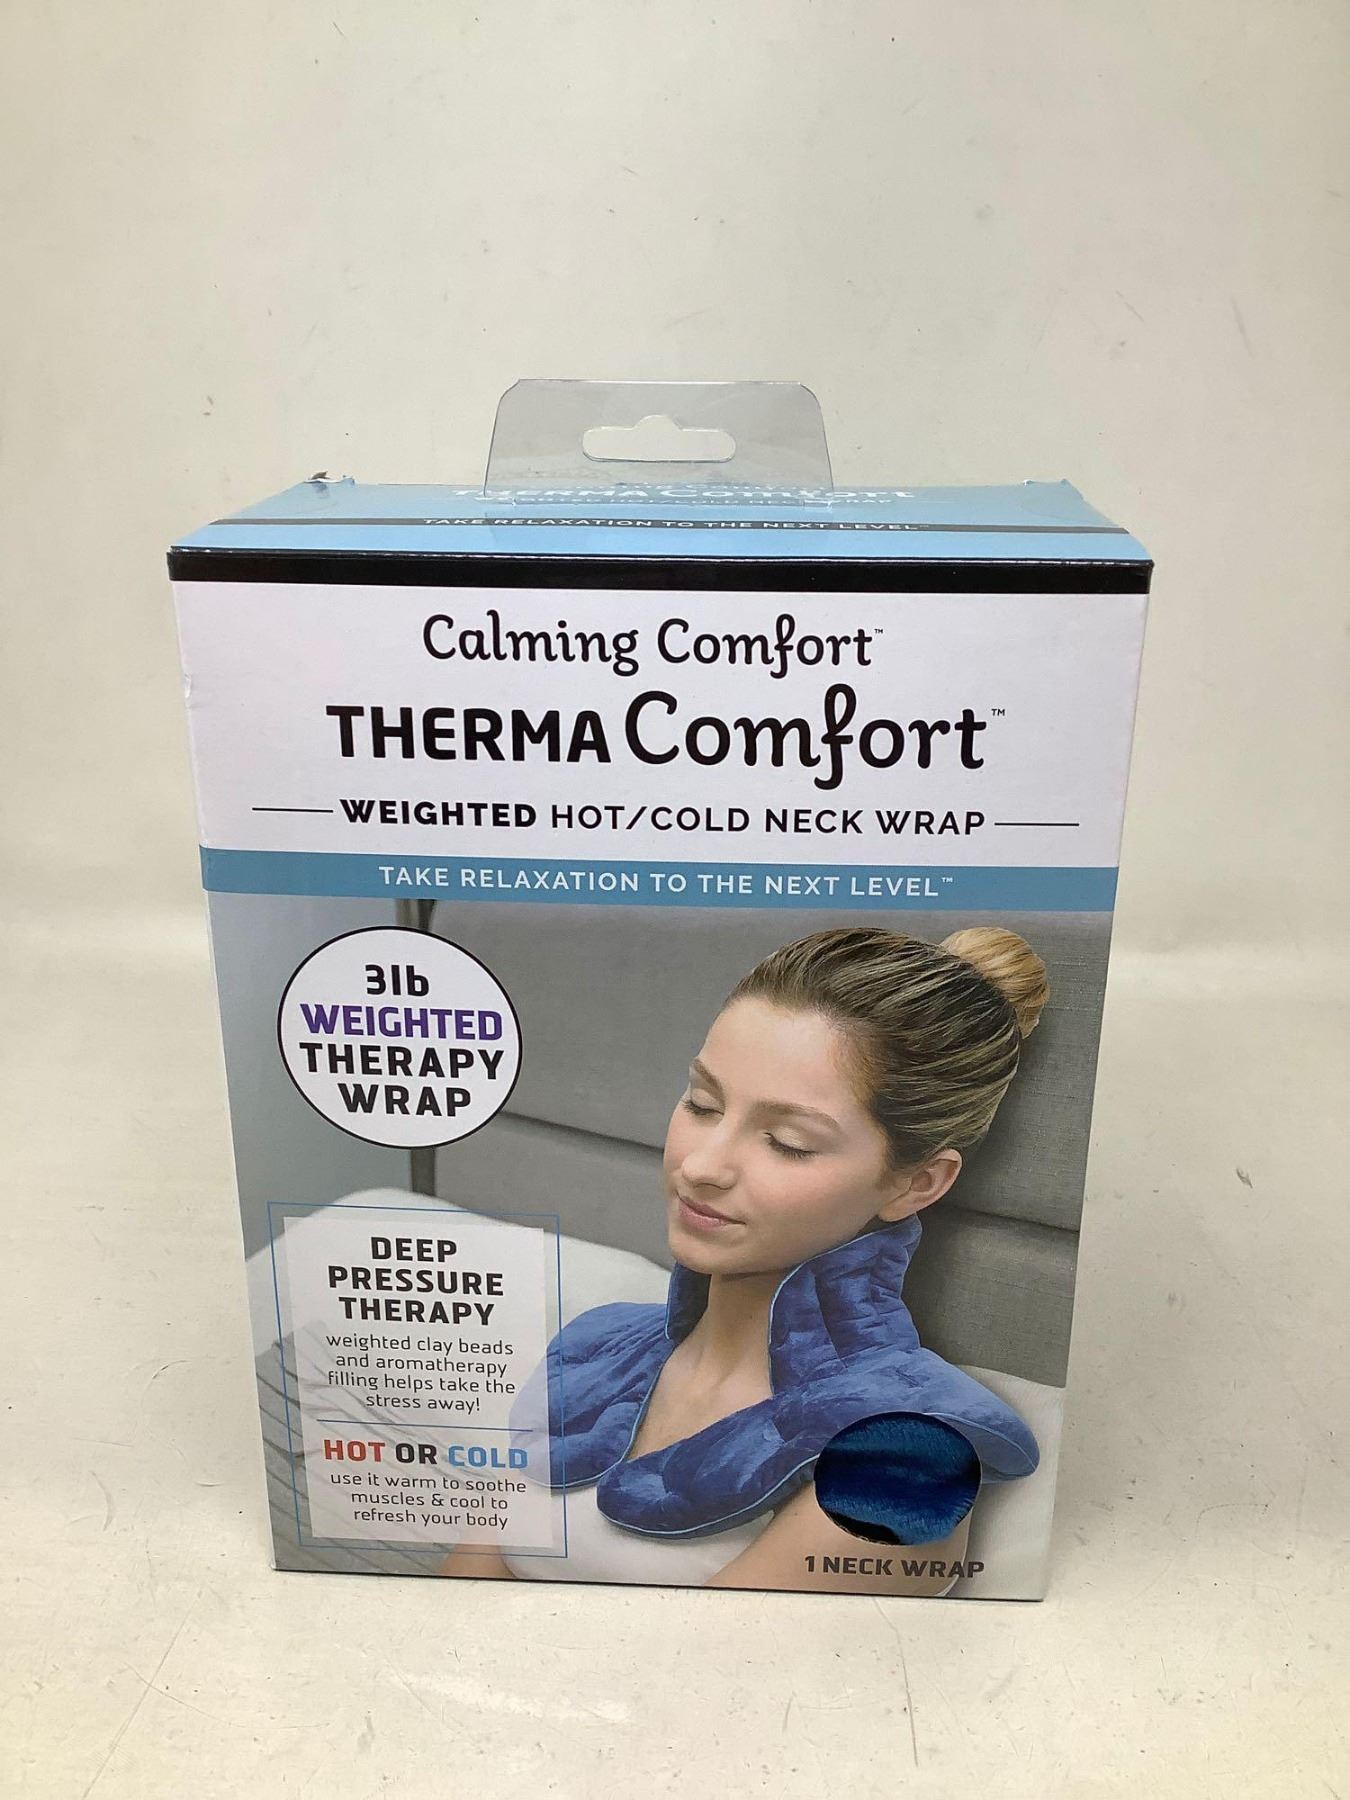 THERMA Comfort
TAKE RELAXATION TO THE NEXT LEVEL™
Calming Comfort™
THERMA Comfort™
WEIGHTED HOT/COLD NECK WRAP
TAKE RELAXATION TO THE NEXT LEVEL™
3lb
WEIGHTED
THERAPY
WRAP
DEEP
PRESSURE
THERAPY
weighted clay beads
and aromatherapy
filling helps take the
stress away!
HOT OR COLD
use it warm to soothe
muscles & cool to
refresh your body
1 NECK WRAP